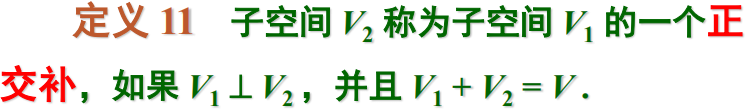 定义 11 子空间 V₂ 称为子空间 V₁ 的一个正
交补，如果 V₁ ⊥ V₂，并且 V₁ + V₂ = V．